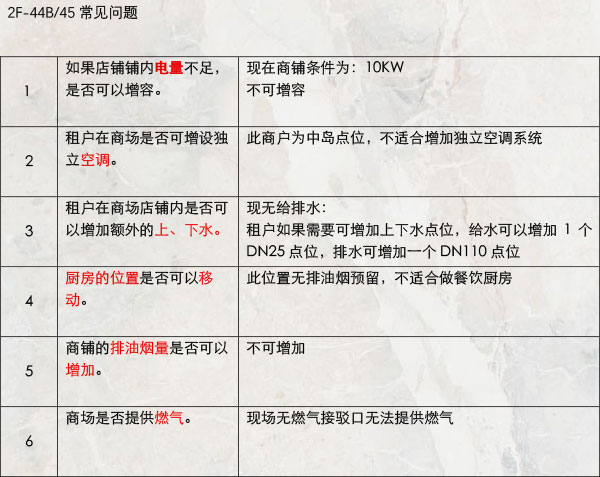 2F-44B/45 常见问题
1
如果店铺铺内电量不足，
是否可以增容。
现在商铺条件为：10KW
不可增容
2
租户在商场是否可增设独
立空调。
此商户为中岛点位，不适合增加独立空调系统
3
租户在商场店铺内是否可
以增加额外的上、下水。
现无给排水：
租户如果需要可增加上下水点位，给水可以增加 1 个
DN25 点位，排水可增加一个 DN110 点位
4
厨房的位置是否可以移
动。
此位置无排油烟预留，不适合做餐饮厨房
5
商铺的排油烟量是否可以
增加。
不可增加
6
商场是否提供燃气。
现场无燃气接驳口无法提供燃气